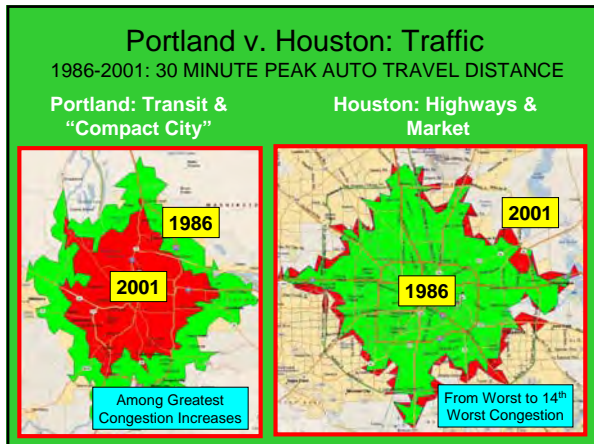 Portland v. Houston: Traffic
1986-2001: 30 MINUTE PEAK AUTO TRAVEL DISTANCE
Portland: Transit &
“Compact City”
Houston: Highways &
Market
1986
2001
Among Greatest
Congestion Increases
2001
1986
From Worst to 14th
Worst Congestion